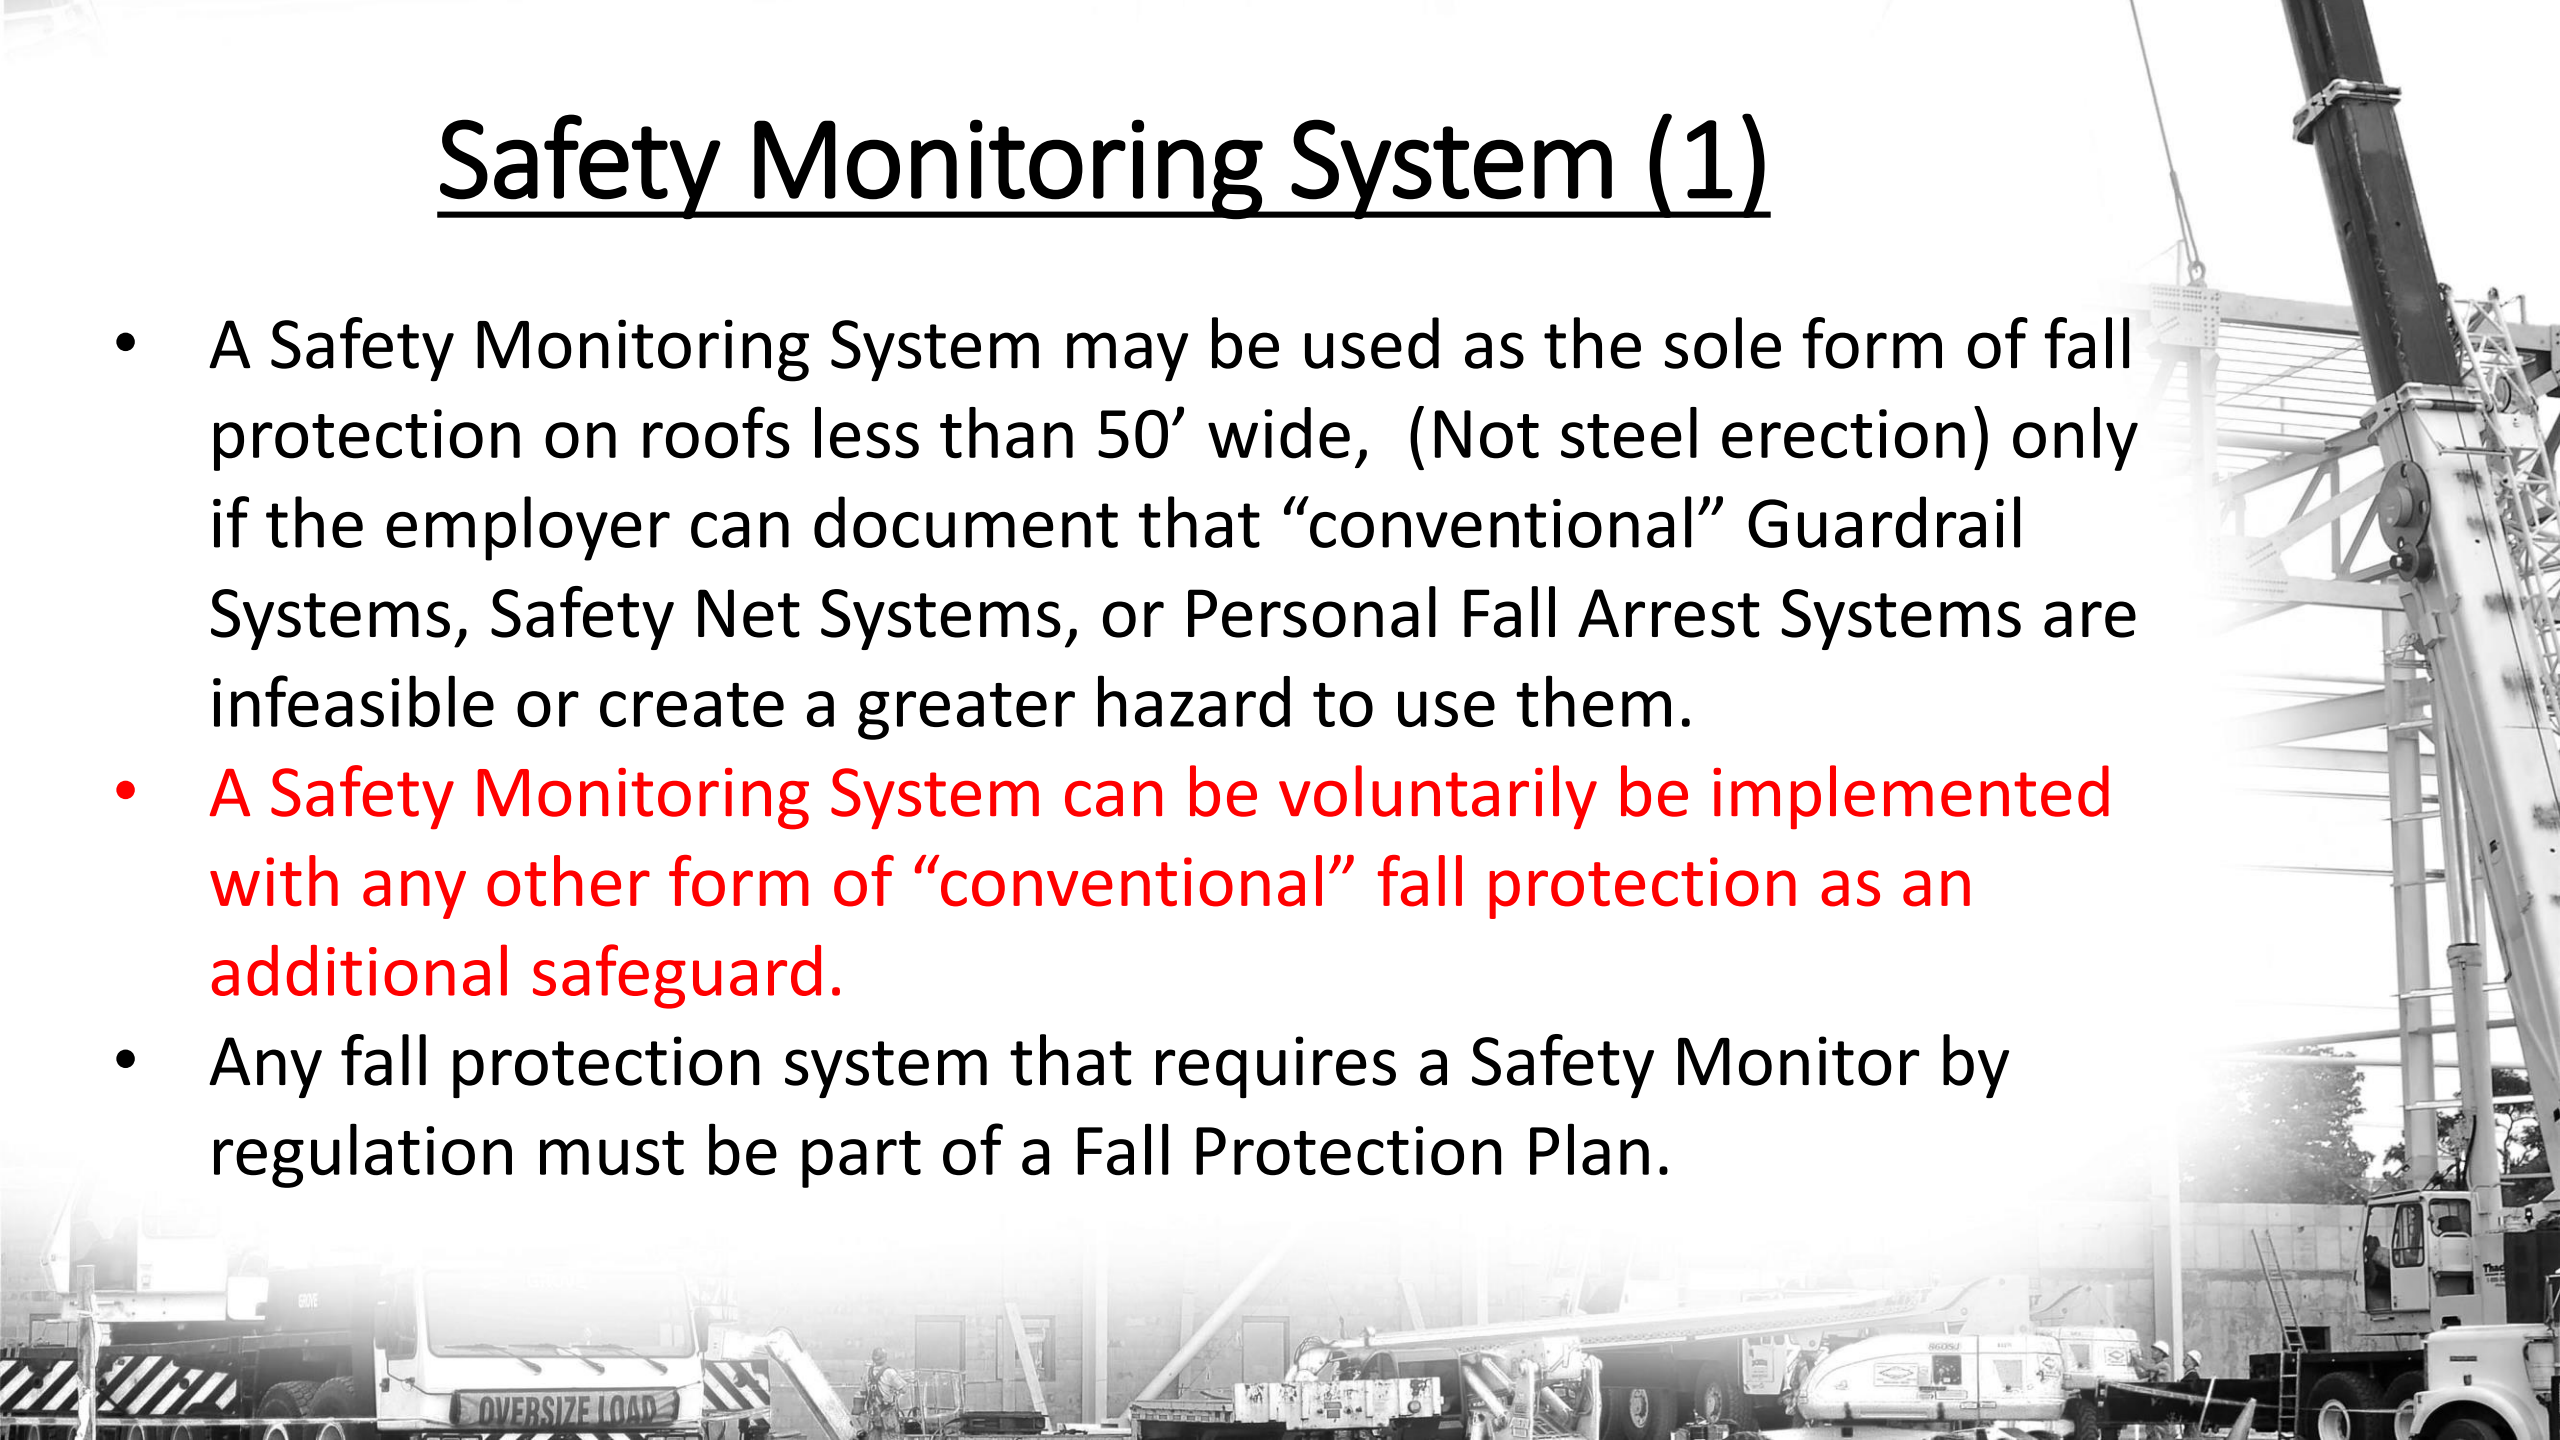 Safety Monitoring System (1)
• A Safety Monitoring System may be used as the sole form of fall
protection on roofs less than 50’ wide,  (Not steel erection) only
if the employer can document that “conventional” Guardrail
Systems, Safety Net Systems, or Personal Fall Arrest Systems are
infeasible or create a greater hazard to use them.
• A Safety Monitoring System can be voluntarily be implemented
with any other form of “conventional” fall protection as an
additional safeguard.
• Any fall protection system that requires a Safety Monitor by
regulation must be part of a Fall Protection Plan.
GROVE
OVERSIZE LOAD